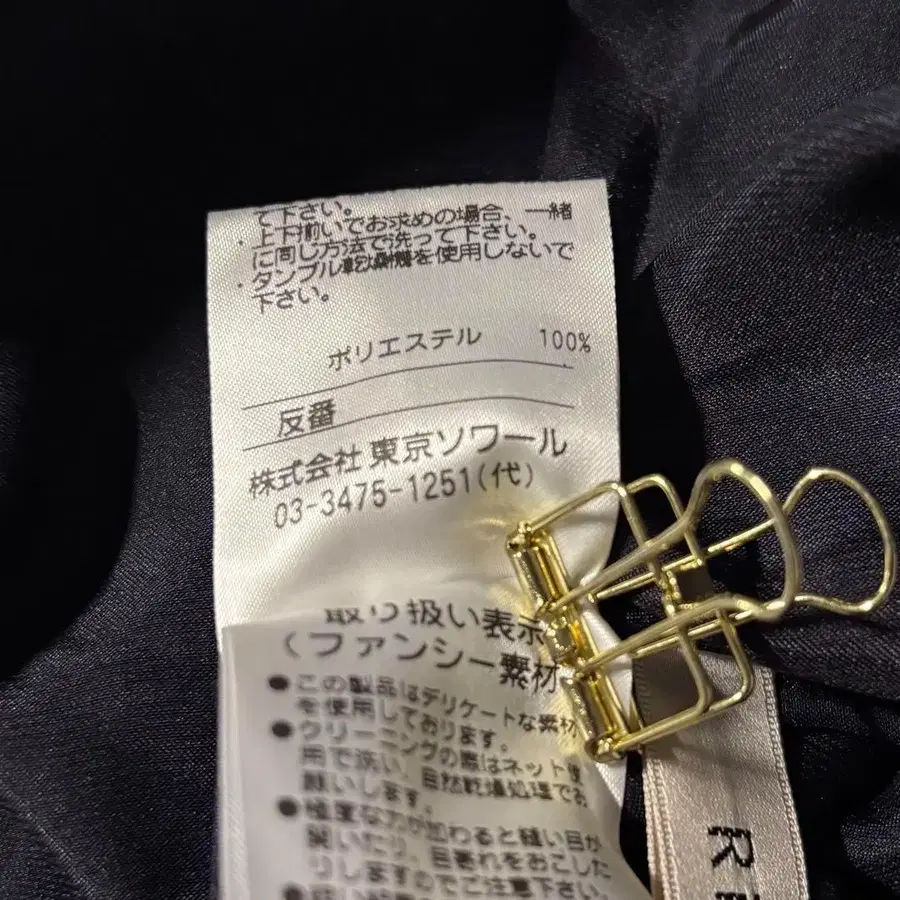 て下さい。
・上下揃いでお求めの場合、一緒
に同じ方法で洗って下さい。
・タンブル乾燥機を使用しないで
下さい。
ポリエステル 100%
反番
株式会社 東京ソワール
03-3475-1251(代)
取り扱い表示
(ファンシー素材
●この製品はデリケートな素材
を使用しております。
●クリーニングの際はネット使
用で洗い、自然乾燥処理でお
願いします。
●極度な力が加わると縫い目が
開いたり、目寄れをおこした
りしますのでご注意下さい。
R